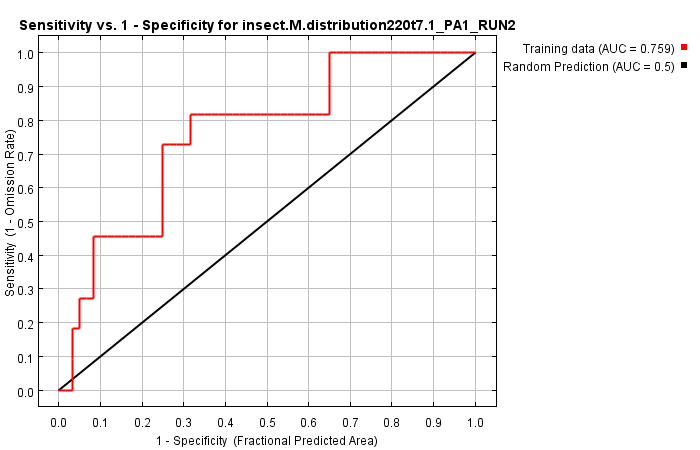 Sensitivity vs. 1 - Specificity for insect.M.distribution220t7.1_PA1_RUN2
Training data (AUC = 0.759)
Random Prediction (AUC = 0.5)
Sensitivity (1 - Omission Rate)
1.0
0.9
0.8
0.7
0.6
0.5
0.4
0.3
0.2
0.1
0.0
0.0 0.1 0.2 0.3 0.4 0.5 0.6 0.7 0.8 0.9 1.0
1 - Specificity (Fractional Predicted Area)